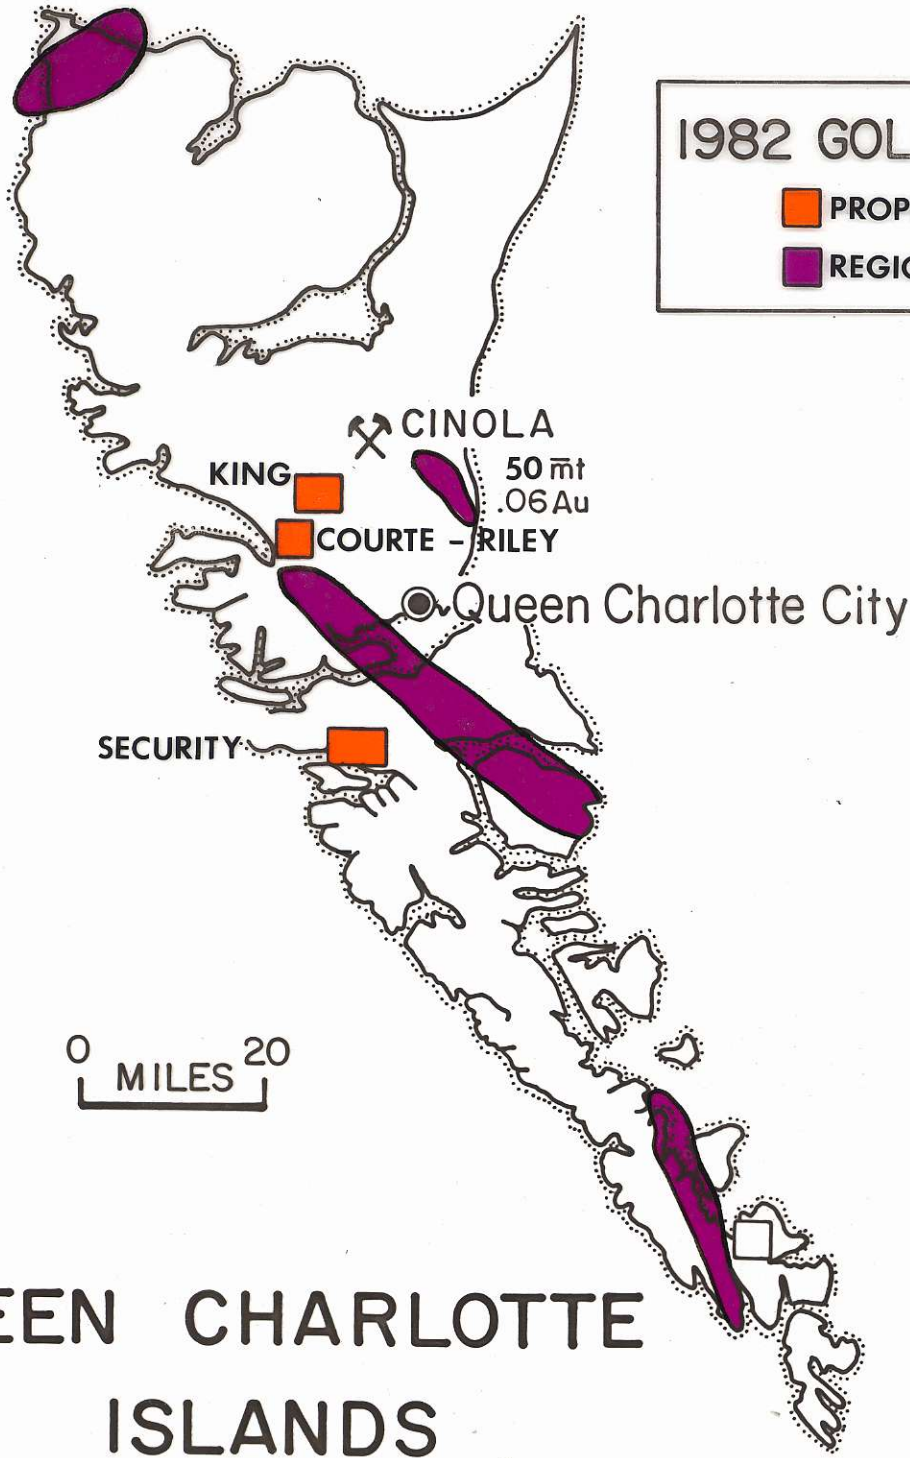 1982 GOL
PROP
REGIO
CINOLA
50 m̅t
.06 Au
KING
COURTE – RILEY
Queen Charlotte City
SECURITY
0 20
MILES
EEN CHARLOTTE
ISLANDS